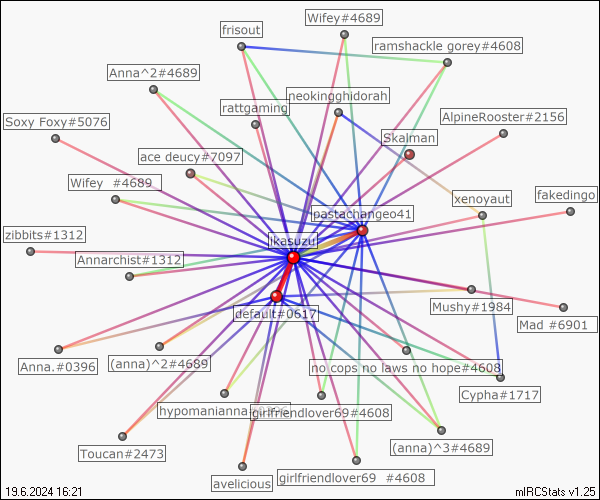 Wifey#4689
frisout
ramshackle gorey#4608
Anna^2#4689
neokingghidorah
rattgaming
AlpineRooster#2156
Soxy Foxy#5076
Skalman
ace deucy#7097
Wifey #4689
fakedingo
xenoyaut
pastachangeo41
zibbits#1312
ikasuzu
Annarchist#1312
Mushy#1984
default#0617
Mad #6901
(anna)^2#4689
Anna.#0396
no cops no laws no hope#4608
Cypha#1717
hypomanianna
girlfriendlover69#4608
(anna)^3#4689
Toucan#2473
girlfriendlover69 #4608
avelicious
19.6.2024 16:21
mIRCStats v1.25